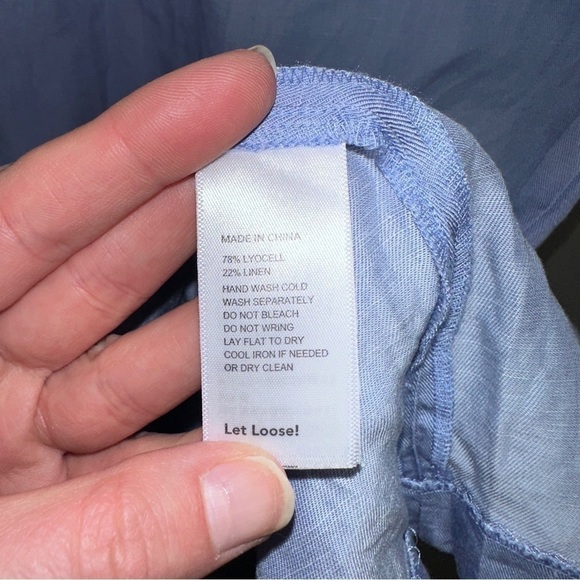 MADE IN CHINA
78% LYOCELL
22% LINEN
HAND WASH COLD
WASH SEPARATELY
DO NOT BLEACH
DO NOT WRING
LAY FLAT TO DRY
COOL IRON IF NEEDED
OR DRY CLEAN
Let Loose!